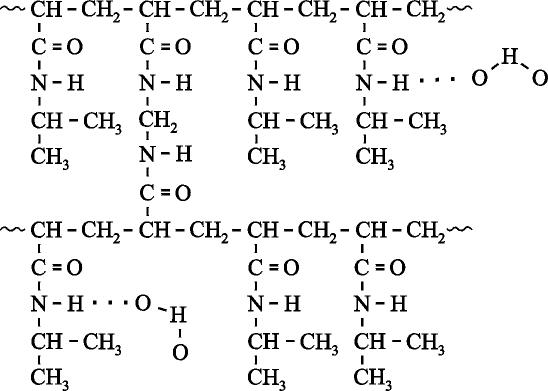 ~CH-CH₂-CH-CH₂-CH-CH₂-CH-CH₂~
C=O C=O C=O C=O
N-H N-H N-H N-H · · · O H O
CH-CH₃ CH₂ CH-CH₃ CH-CH₃
CH₃ N-H CH₃ CH₃
C=O
~CH-CH₂-CH-CH₂-CH-CH₂-CH-CH₂~
C=O C=O C=O
N-H · · · O H N-H N-H
CH-CH₃ O CH-CH₃ CH-CH₃
CH₃ CH₃ CH₃